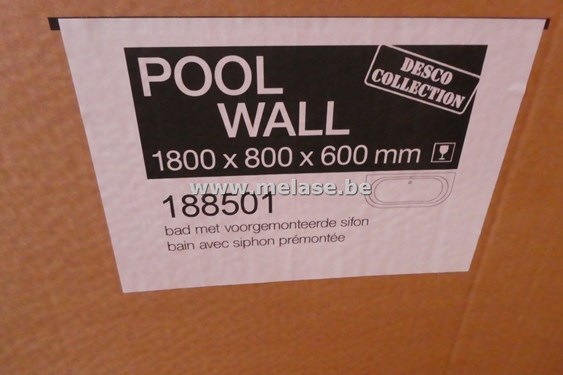 POOL
WALL
DESCO
COLLECTION
1800 x 800 x 600 mm
www.melase.be
188501
bad met voorgemonteerde sifon
bain avec siphon prémontée